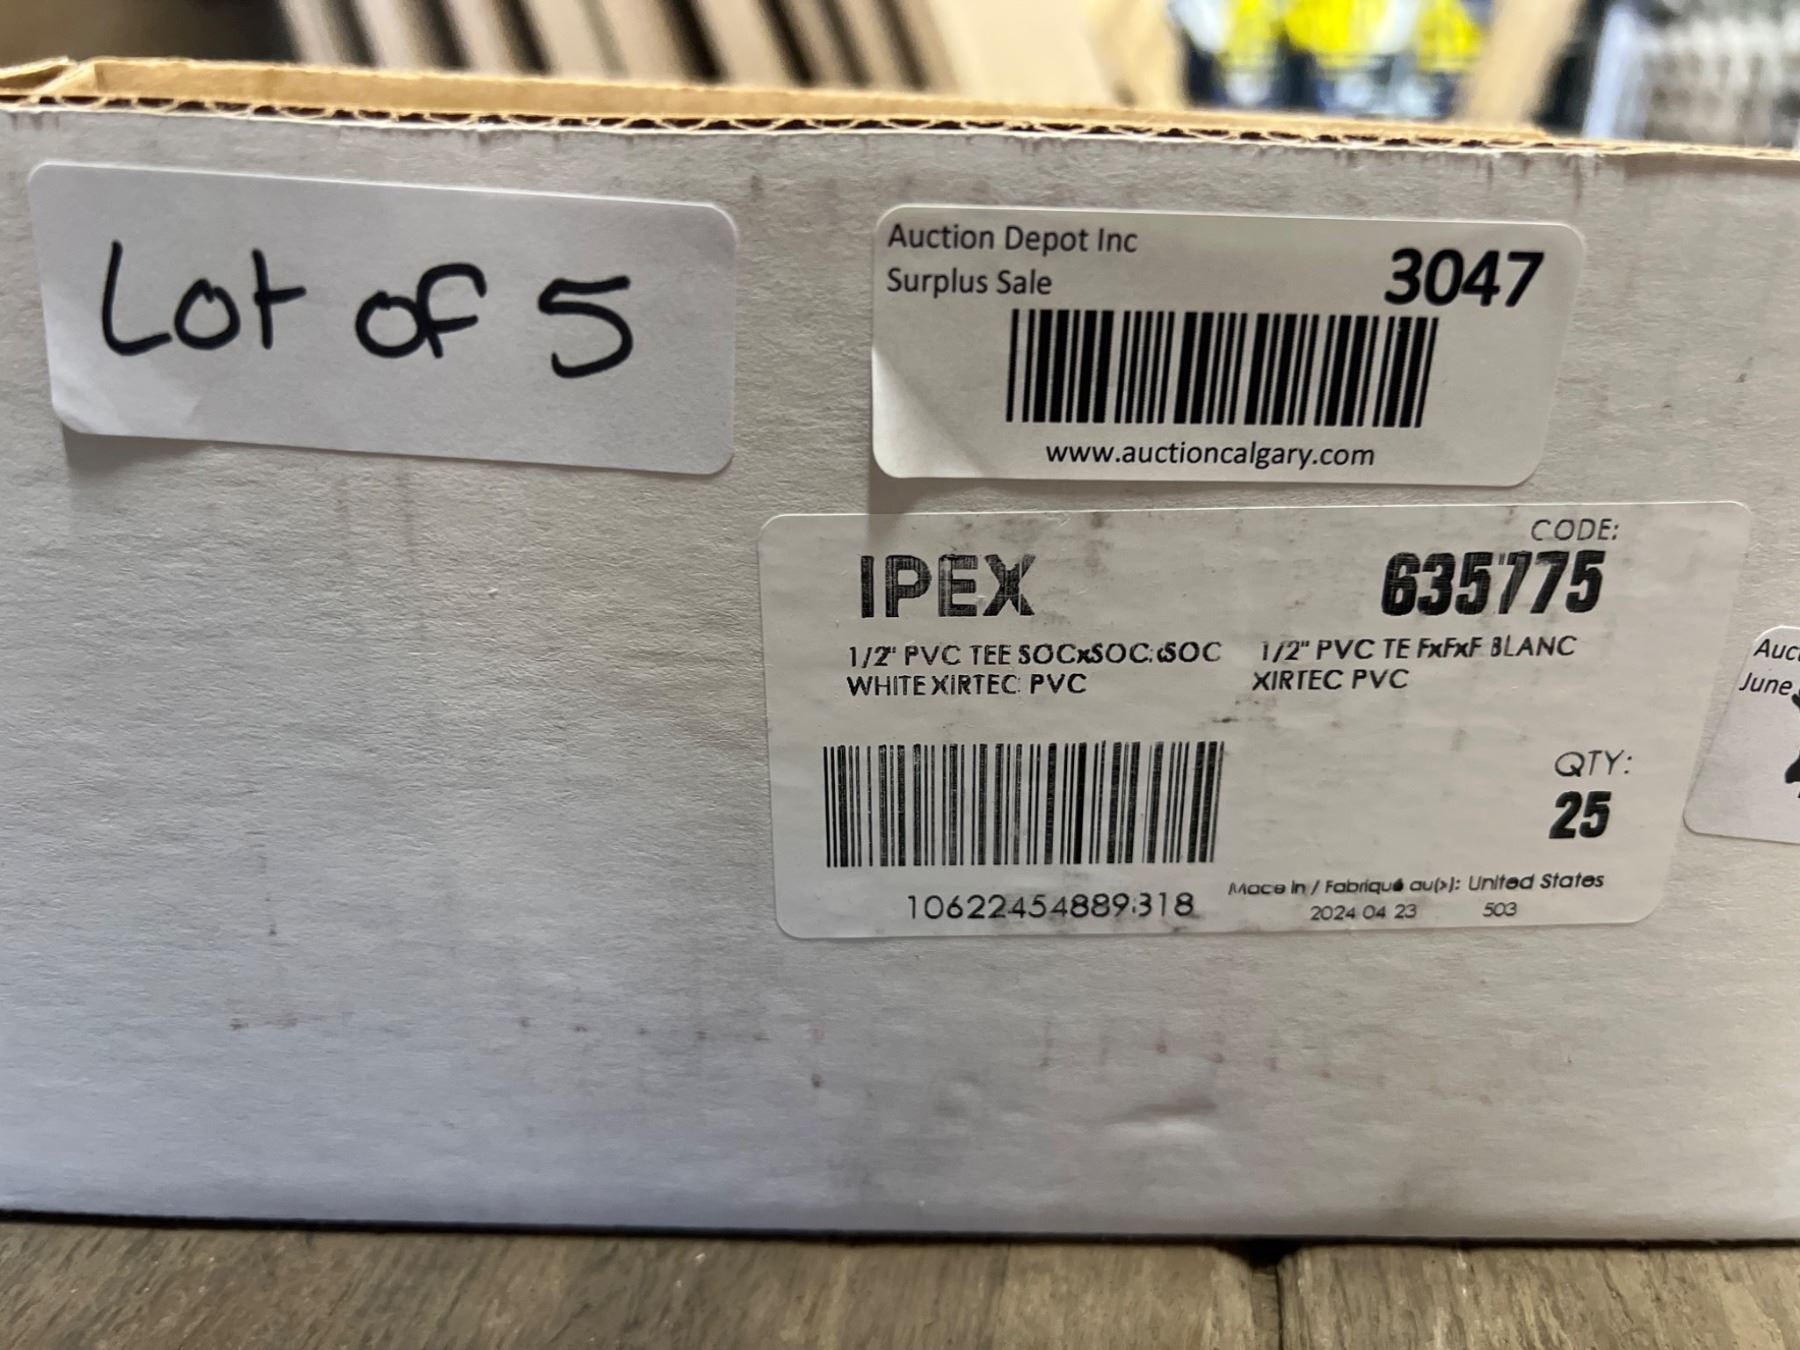 Lot of 5
Auction Depot Inc
Surplus Sale
3047
www.auctioncalgary.com
CODE:
IPEX
635775
1/2" PVC TEE SOCxSOCxSOC
WHITE XIRTEC PVC
1/2" PVC TE FxFxF BLANC
XIRTEC PVC
QTY:
25
10622454889318
Made in / Fabriqué au(x): United States
2024 04 23
503
Auc
June